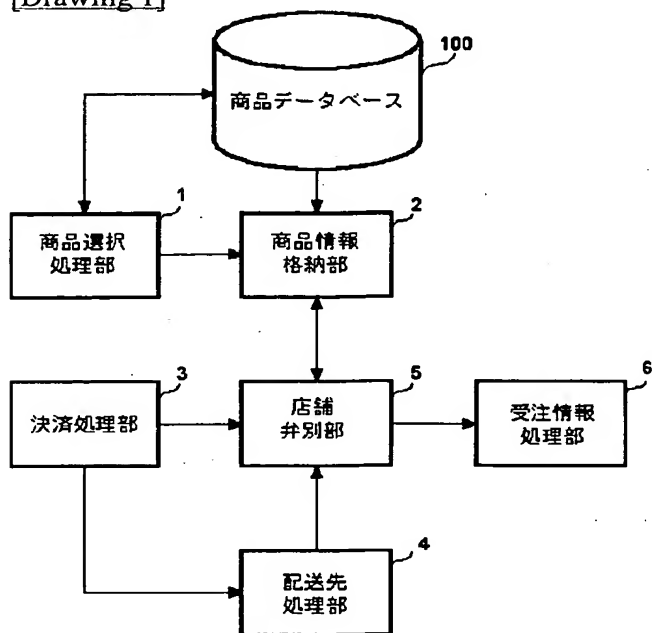 [Drawing 1]
100
商品データベース
1
商品選択
処理部
2
商品情報
格納部
3
決済処理部
5
店舗
弁別部
6
受注情報
処理部
4
配送先
処理部